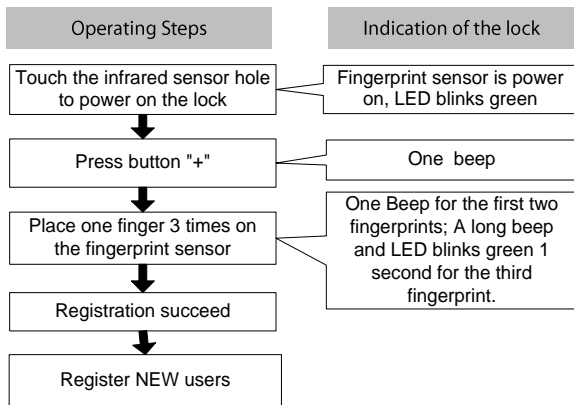 Operating Steps
Indication of the lock
Touch the infrared sensor hole
to power on the lock
Fingerprint sensor is power
on, LED blinks green
Press button "+"
One beep
Place one finger 3 times on
the fingerprint sensor
One Beep for the first two
fingerprints; A long beep
and LED blinks green 1
second for the third
fingerprint.
Registration succeed
Register NEW users